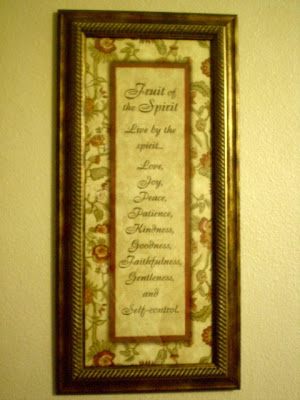 Fruit of
the Spirit
Live by the
spirit...
Love,
Joy,
Peace,
Patience,
Kindness,
Goodness,
Faithfulness,
Gentleness,
and
Self-control.